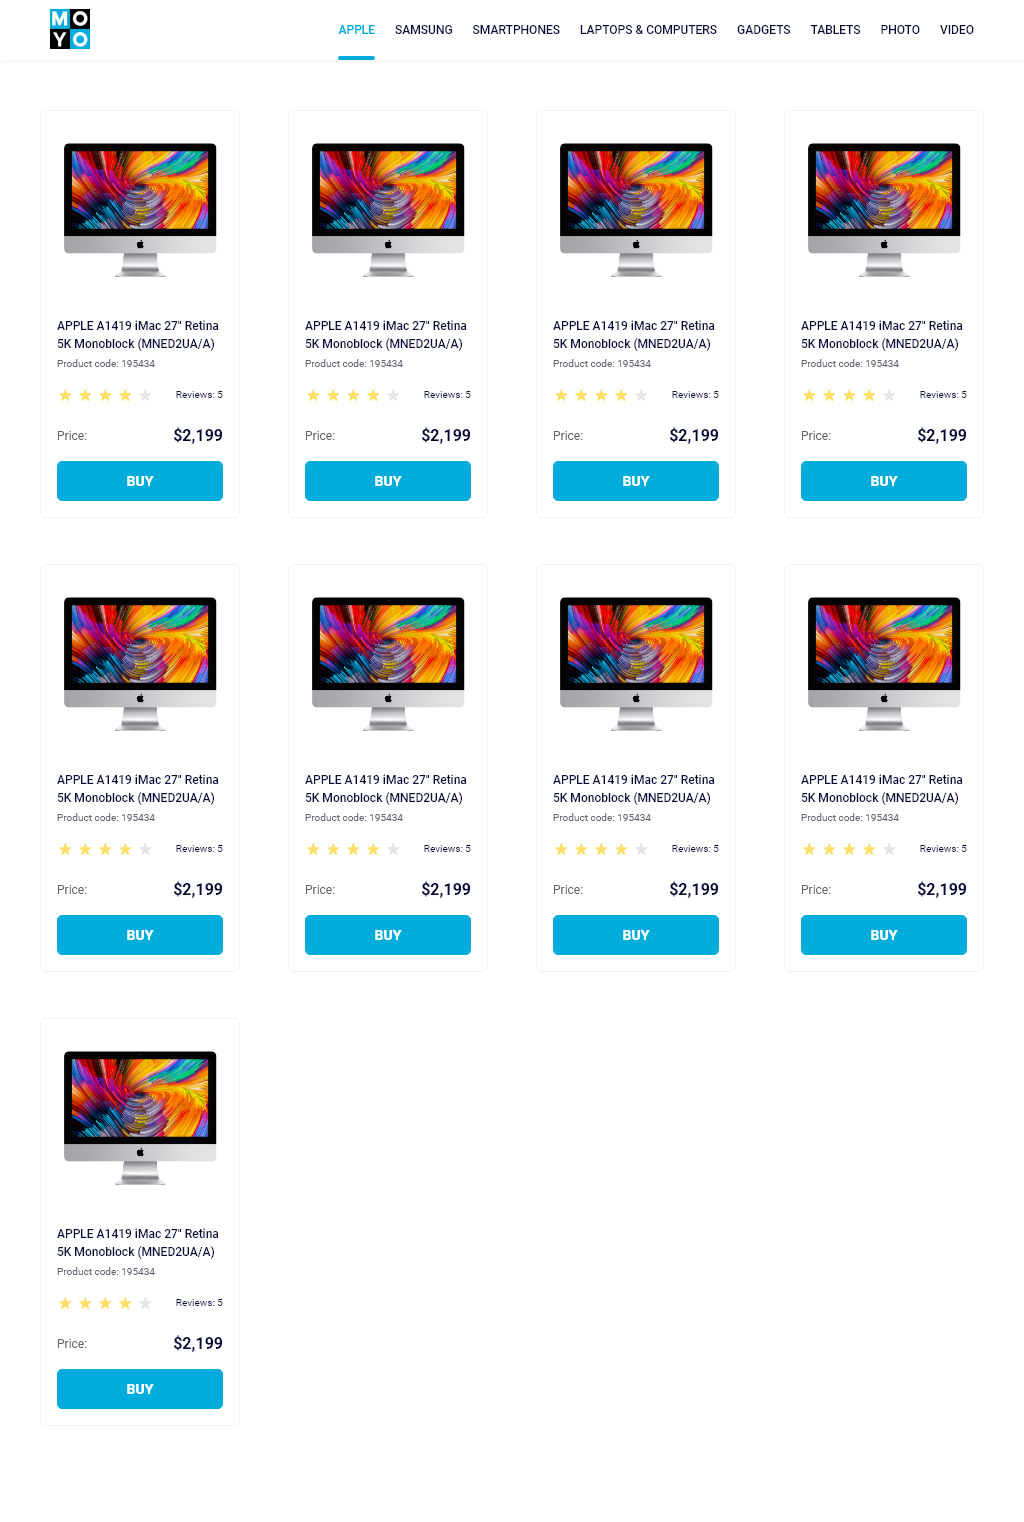 MO
YO
APPLE SAMSUNG SMARTPHONES LAPTOPS & COMPUTERS GADGETS TABLETS PHOTO VIDEO
APPLE A1419 iMac 27" Retina
5K Monoblock (MNED2UA/A)
Product code: 195434
Reviews: 5
Price: $2,199
BUY
APPLE A1419 iMac 27" Retina
5K Monoblock (MNED2UA/A)
Product code: 195434
Reviews: 5
Price: $2,199
BUY
APPLE A1419 iMac 27" Retina
5K Monoblock (MNED2UA/A)
Product code: 195434
Reviews: 5
Price: $2,199
BUY
APPLE A1419 iMac 27" Retina
5K Monoblock (MNED2UA/A)
Product code: 195434
Reviews: 5
Price: $2,199
BUY
APPLE A1419 iMac 27" Retina
5K Monoblock (MNED2UA/A)
Product code: 195434
Reviews: 5
Price: $2,199
BUY
APPLE A1419 iMac 27" Retina
5K Monoblock (MNED2UA/A)
Product code: 195434
Reviews: 5
Price: $2,199
BUY
APPLE A1419 iMac 27" Retina
5K Monoblock (MNED2UA/A)
Product code: 195434
Reviews: 5
Price: $2,199
BUY
APPLE A1419 iMac 27" Retina
5K Monoblock (MNED2UA/A)
Product code: 195434
Reviews: 5
Price: $2,199
BUY
APPLE A1419 iMac 27" Retina
5K Monoblock (MNED2UA/A)
Product code: 195434
Reviews: 5
Price: $2,199
BUY